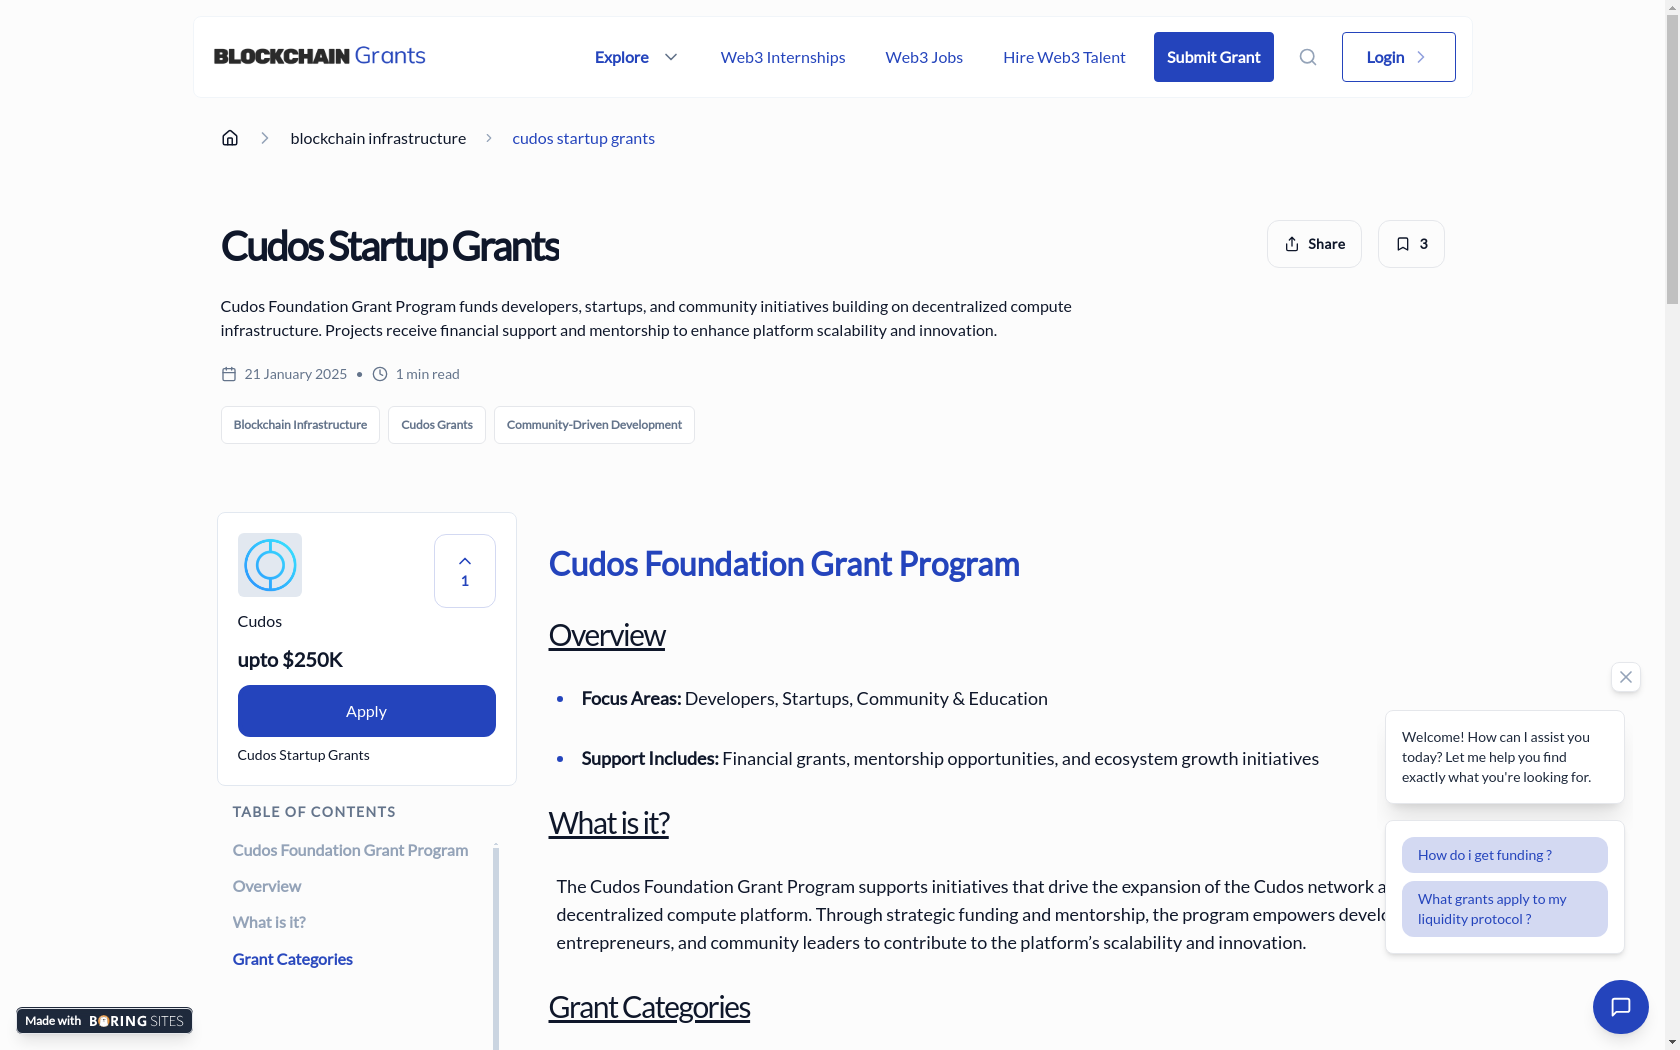 BLOCKCHAIN Grants
Explore
Web3 Internships
Web3 Jobs
Hire Web3 Talent
Submit Grant
Login
blockchain infrastructure
cudos startup grants
Cudos Startup Grants
Share
3
Cudos Foundation Grant Program funds developers, startups, and community initiatives building on decentralized compute
infrastructure. Projects receive financial support and mentorship to enhance platform scalability and innovation.
21 January 2025 • 1 min read
Blockchain Infrastructure
Cudos Grants
Community-Driven Development
1
Cudos
upto $250K
Apply
Cudos Startup Grants
TABLE OF CONTENTS
Cudos Foundation Grant Program
Overview
What is it?
Grant Categories
Cudos Foundation Grant Program
Overview
• Focus Areas: Developers, Startups, Community & Education
• Support Includes: Financial grants, mentorship opportunities, and ecosystem growth initiatives
What is it?
The Cudos Foundation Grant Program supports initiatives that drive the expansion of the Cudos network
decentralized compute platform. Through strategic funding and mentorship, the program empowers
entrepreneurs, and community leaders to contribute to the platform’s scalability and innovation.
Grant Categories
Welcome! How can I assist you
today? Let me help you find
exactly what you're looking for.
How do i get funding ?
What grants apply to my
liquidity protocol ?
Made with BORING SITES